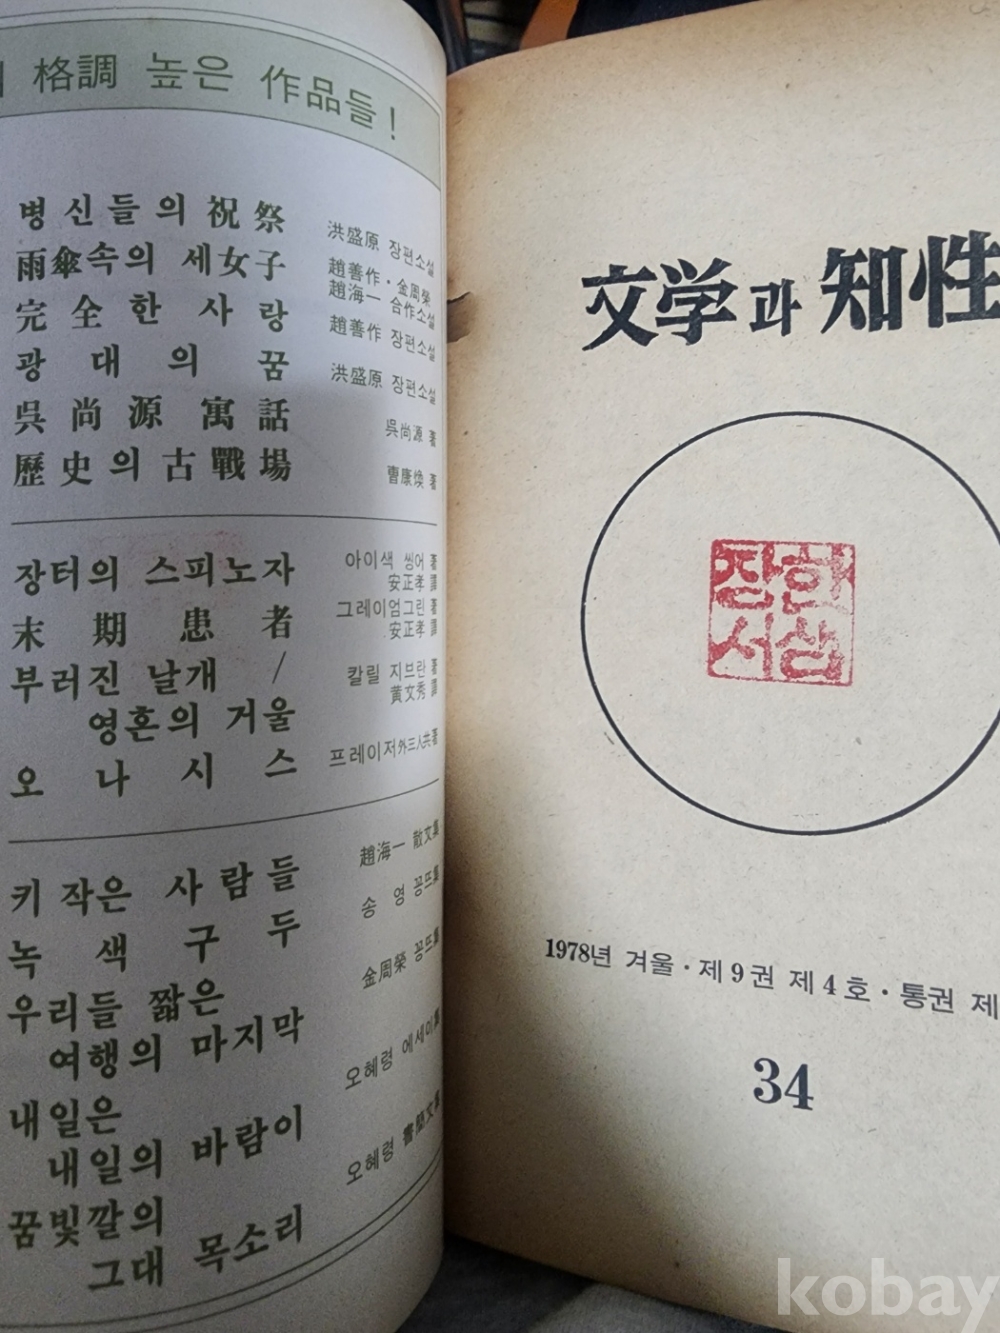 格調 높은 作品들!
병신들의 祝祭 洪盛原 장편소설
雨傘속의 세女子 趙善作·金周榮
趙海一 合作소설
完全한 사랑 趙善作 장편소설
광대의 꿈 洪盛原 장편소설
吳尚源 寓話 吳尚源 著
歷史의 古戰場 曺康煥 著
장터의 스피노자 아이색 씽어 著
安正孝 譯
末期患者 그레이엄그린 著
安正孝 譯
부러진 날개 / 칼릴 지브란 著
영혼의 거울 黃文秀 譯
오나시스 프레이저外三人共著
키 작은 사람들 趙海一 散文集
녹색구두 송 영 꽁뜨集
우리들 짧은 金周榮 꽁뜨集
여행의 마지막
내일은 오혜령 에세이集
내일의 바람이
꿈빛깔의 오혜령 書簡文集
그대 목소리
文学과 知性
장한
서삼
1978년 겨울·제9권 제4호·통권 제
34
kobay